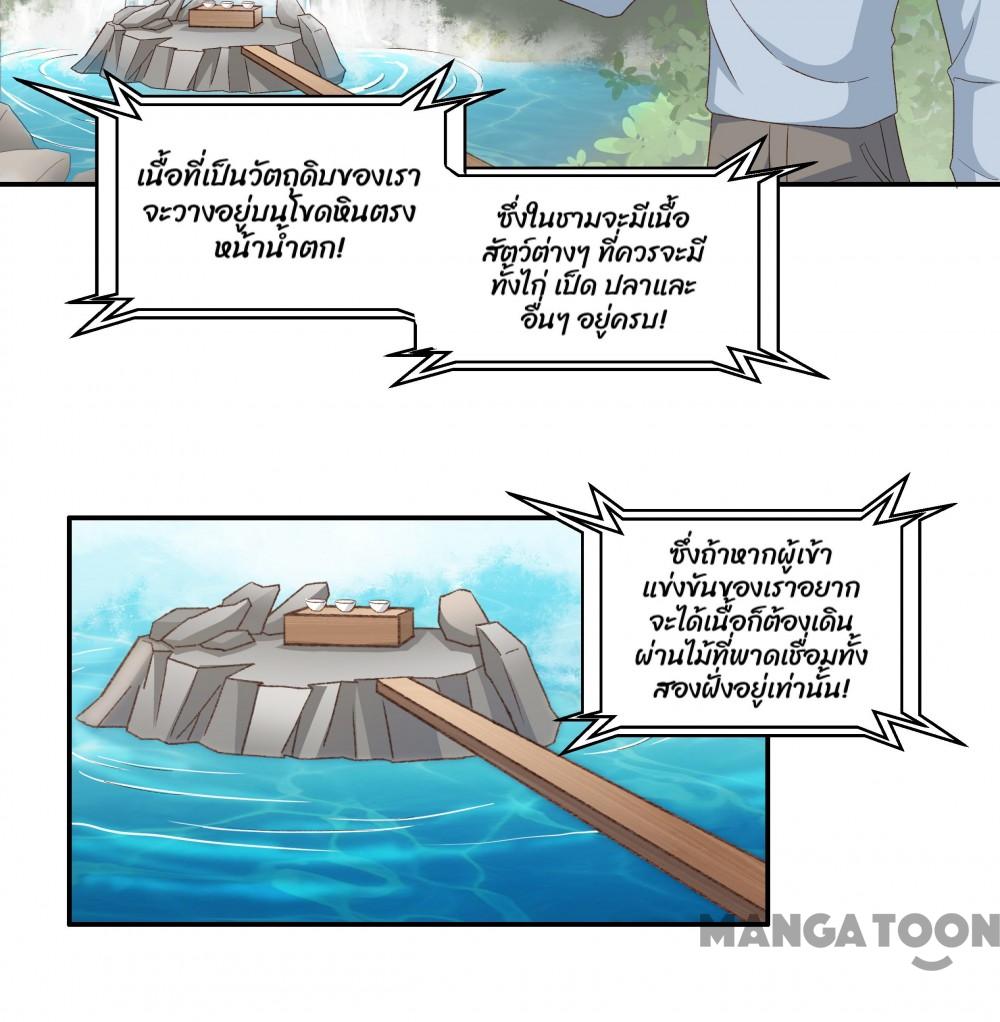 เนื้อที่เป็นวัตถุดิบของเรา
จะวางอยู่บนโขดหินตรง
หน้าน้ำตก!
ซึ่งในชามจะมีเนื้อ
สัตว์ต่างๆ ที่ควรจะมี
ทั้งไก่ เป็ด ปลาและ
อื่นๆ อยู่ครบ!
ซึ่งถ้าหากผู้เข้า
แข่งขันของเราอยาก
จะได้เนื้อก็ต้องเดิน
ผ่านไม้ที่พาดเชื่อมทั้ง
สองฝั่งอยู่เท่านั้น!
MANGATOON